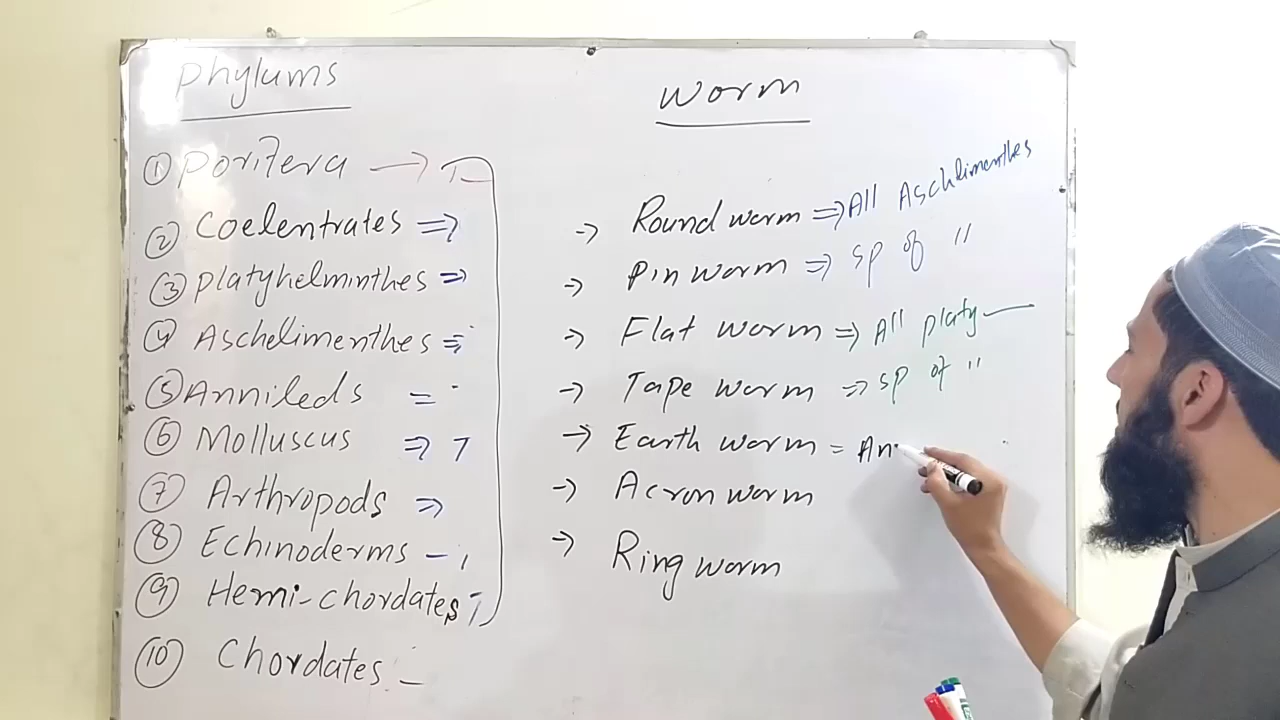 Phylums
① Porifera →
② Coelentrates ⇒
③ Platyhelminthes ⇒
④ Aschelimenthes ⇒
⑤ Annileds =
⑥ Molluscus ⇒
⑦ Arthropods ⇒
⑧ Echinoderms –
⑨ Hemi-chordates
⑩ Chordates –
Worm
→ Round worm ⇒ All Aschlimenthes
→ Pin worm ⇒ sp of "
→ Flat worm ⇒ All platy—
→ Tape worm ⇒ sp of "
→ Earth worm = An
→ Acron worm
→ Ring worm